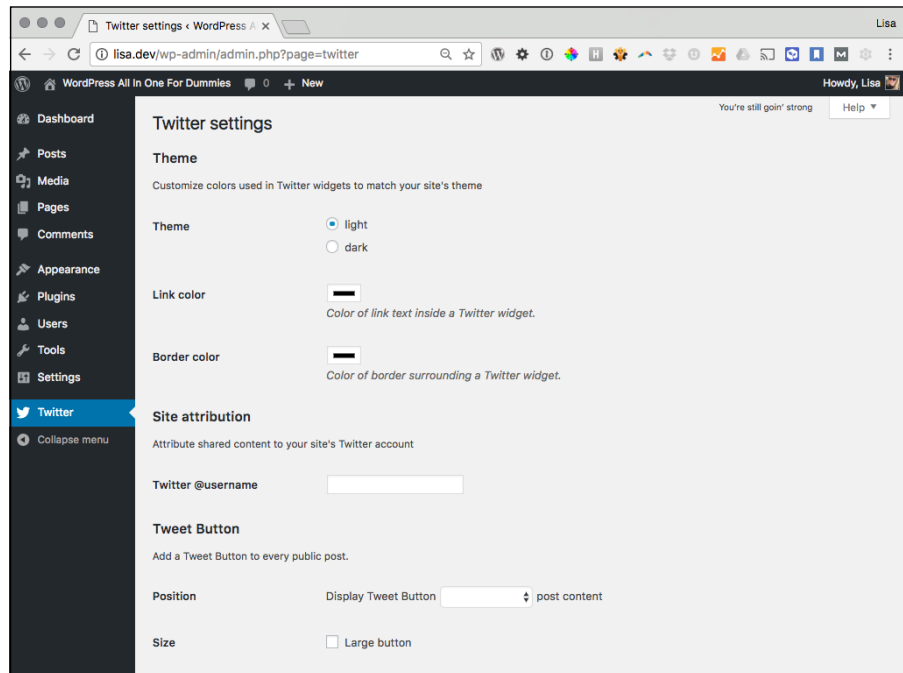 Twitter settings ‹ WordPress A
Lisa
lisa.dev/wp-admin/admin.php?page=twitter
WordPress All In One For Dummies 0 + New
Howdy, Lisa
Dashboard
Posts
Media
Pages
Comments
Appearance
Plugins
Users
Tools
Settings
Twitter
Collapse menu
You're still goin' strong
Help
Twitter settings
Theme
Customize colors used in Twitter widgets to match your site's theme
Theme
light
dark
Link color
Color of link text inside a Twitter widget.
Border color
Color of border surrounding a Twitter widget.
Site attribution
Attribute shared content to your site's Twitter account
Twitter @username
Tweet Button
Add a Tweet Button to every public post.
Position
Display Tweet Button post content
Size
Large button